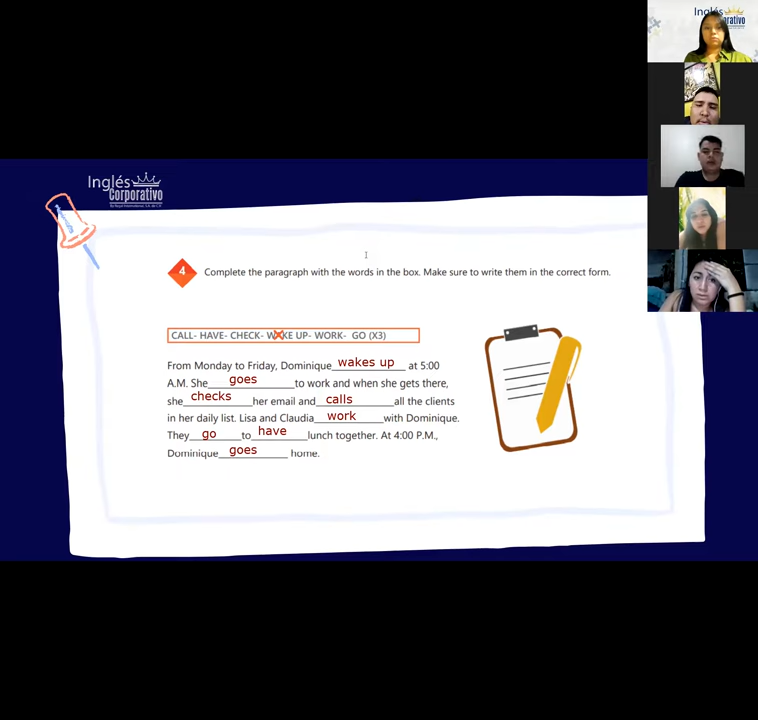 Inglés
Corporativo
Inglés
Corporativo
4 Complete the paragraph with the words in the box. Make sure to write them in the correct form.
CALL- HAVE- CHECK- WAKE UP- WORK- GO (X3)
From Monday to Friday, Dominique wakes up at 5:00
A.M. She goes to work and when she gets there,
she checks her email and calls all the clients
in her daily list. Lisa and Claudia work with Dominique.
They go to have lunch together. At 4:00 P.M.,
Dominique goes home.